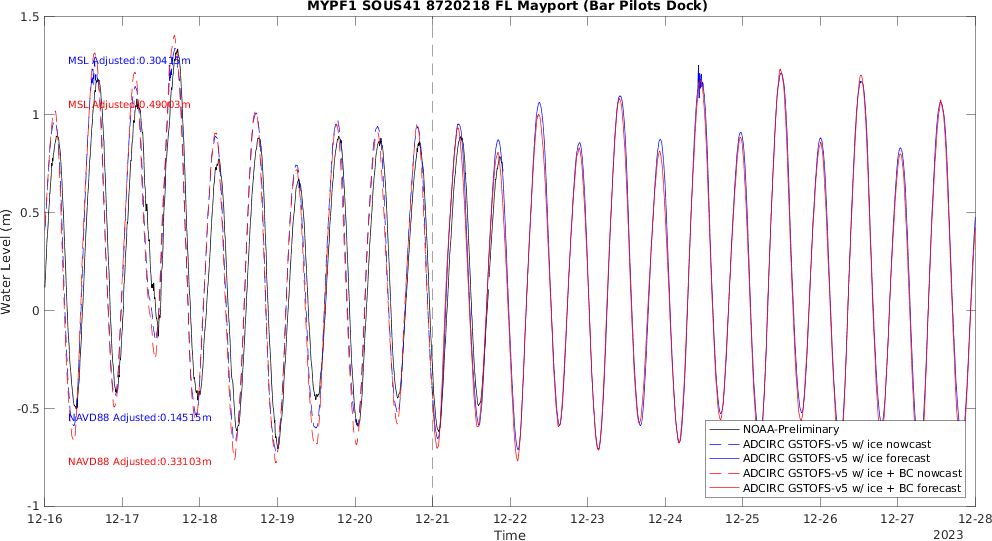 MYPF1 SOUS41 8720218 FL Mayport (Bar Pilots Dock)
1.5
1
0.5
0
-0.5
-1
Water Level (m)
MSL Adjusted:0.30415m
MSL Adjusted:0.49003m
NAVD88 Adjusted:0.14515m
NAVD88 Adjusted:0.33103m
NOAA-Preliminary
ADCIRC GSTOFS-v5 w/ ice nowcast
ADCIRC GSTOFS-v5 w/ ice forecast
ADCIRC GSTOFS-v5 w/ ice + BC nowcast
ADCIRC GSTOFS-v5 w/ ice + BC forecast
12-16 12-17 12-18 12-19 12-20 12-21 12-22 12-23 12-24 12-25 12-26 12-27 12-28
Time
2023